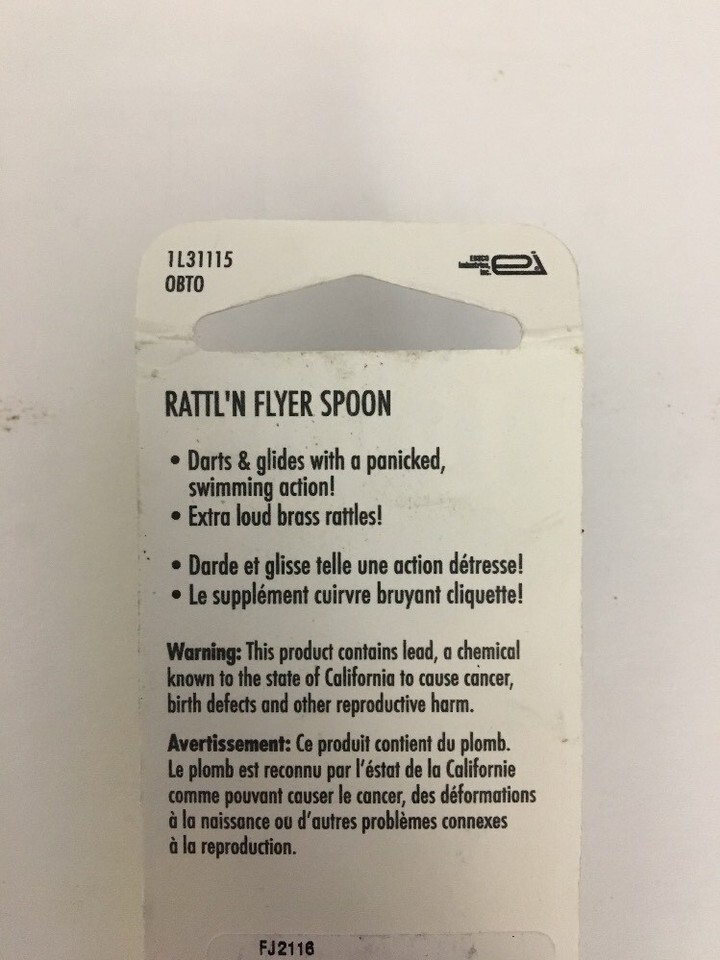 1L31115
OBTO
Industries,
INC.
ei
RATTL'N FLYER SPOON
• Darts & glides with a panicked,
swimming action!
• Extra loud brass rattles!
• Darde et glisse telle une action détresse!
• Le supplément cuirvre bruyant cliquette!
Warning: This product contains lead, a chemical
known to the state of California to cause cancer,
birth defects and other reproductive harm.
Avertissement: Ce produit contient du plomb.
Le plomb est reconnu par l'éstat de la Californie
comme pouvant causer le cancer, des déformations
à la naissance ou d'autres problèmes connexes
à la reproduction.
FJ2116